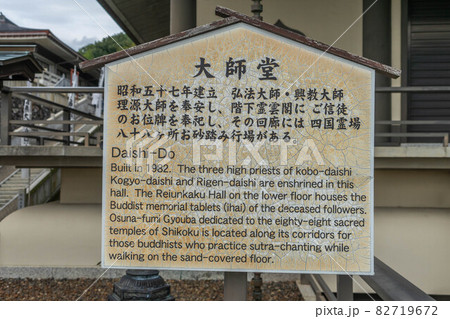 大師堂
昭和五十七年建立 弘法大師・興教大師
理源大師を奉安し、階下霊雲閣に ご信徒
のお位牌を奉祀し、その回廊には 四国霊場
八十八ヶ所お砂踏み行場がある。
Daishi-Do
Built in 1982. The three high priests of kobo-daishi
Kogyo-daishi and Rigen-daishi are enshrined in this
hall. The Reiunkaku Hall on the lower floor houses the
Buddist memorial tablets (ihai) of the deceased followers.
Osuna-fumi Gyouba dedicated to the eighty-eight sacred
temples of Shikoku is located along its corridors for
those buddhists who practice sutra-chanting while
walking on the sand-covered floor.
PIXTA
82719672